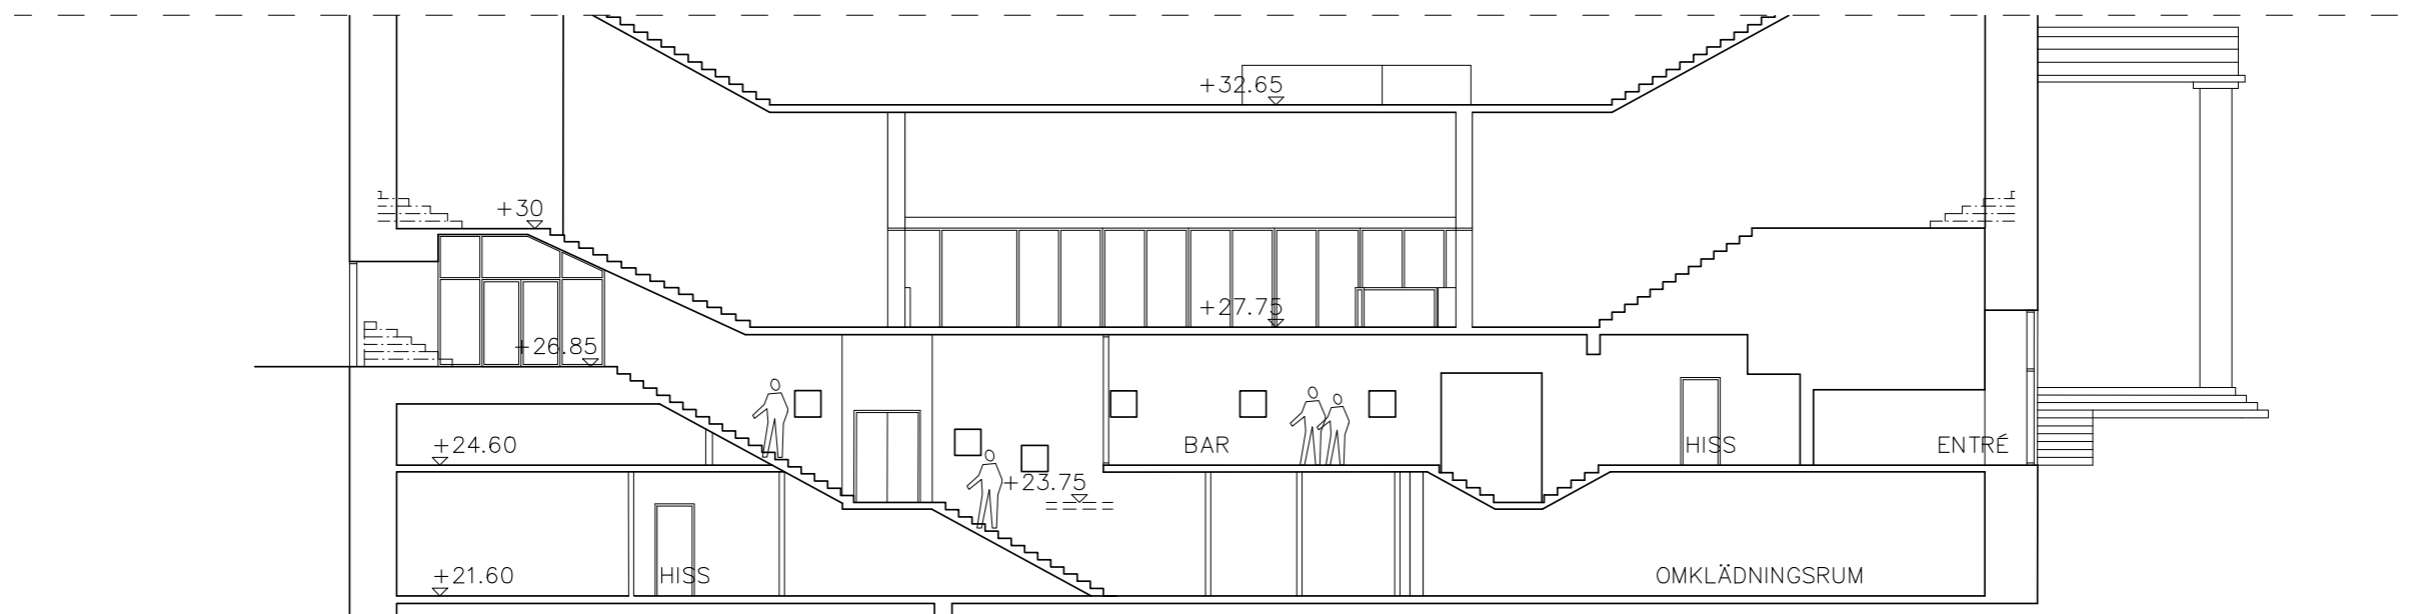 +32.65
+30
+27.75
+26.85
+24.60
BAR
HISS
ENTRÉ
+23.75
+21.60
HISS
OMKLÄDNINGSRUM